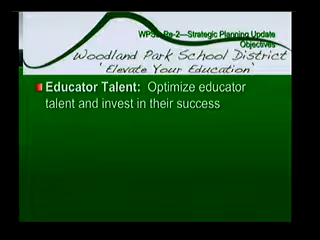 WPSD Re-2—Strategic Planning Update
Objectives
Woodland Park School District
'Elevate Your Education'
Educator Talent: Optimize educator
talent and invest in their success